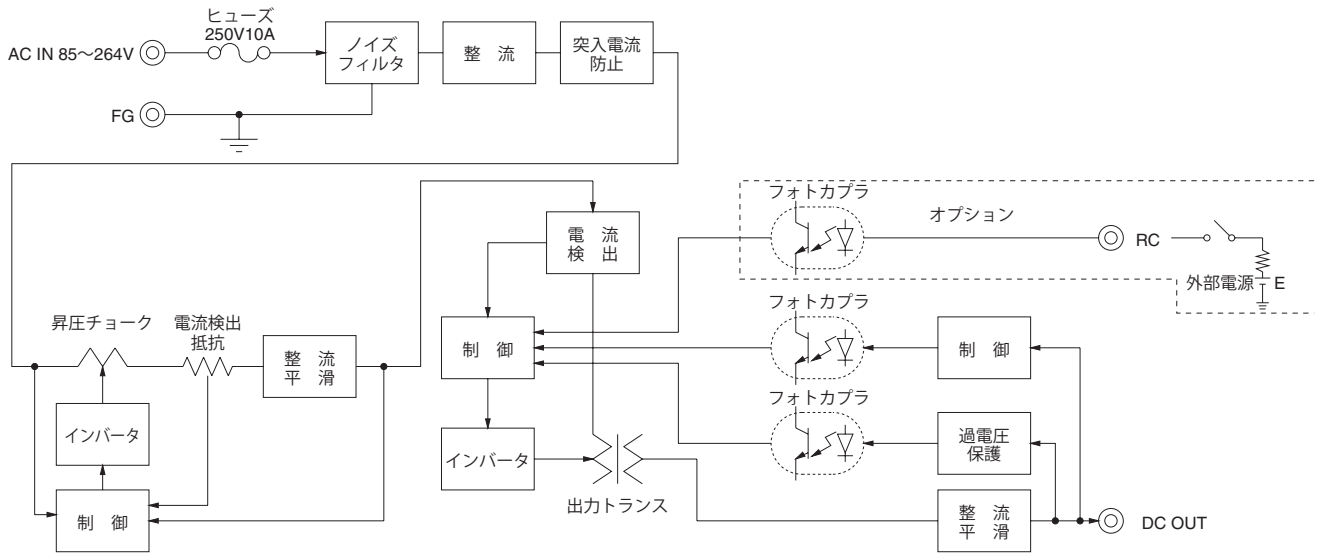 ヒューズ
250V10A
AC IN 85～264V
ノイズ
フィルタ
整 流
突入電流
防止
FG
フォトカプラ
オプション
RC
外部電源
E
電 流
検 出
昇圧チョーク
電流検出
抵抗
整 流
平 滑
制 御
フォトカプラ
制 御
フォトカプラ
インバータ
インバータ
過電圧
保護
出力トランス
制 御
整 流
平 滑
DC OUT